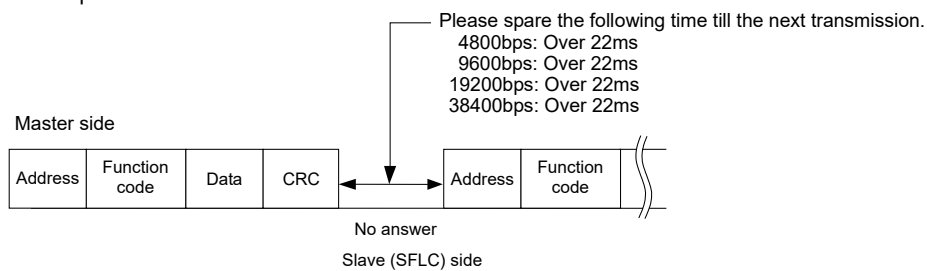 Please spare the following time till the next transmission.
4800bps: Over 22ms
9600bps: Over 22ms
19200bps: Over 22ms
38400bps: Over 22ms
Master side
Address
Function
code
Data
CRC
Address
Function
code
No answer
Slave (SFLC) side